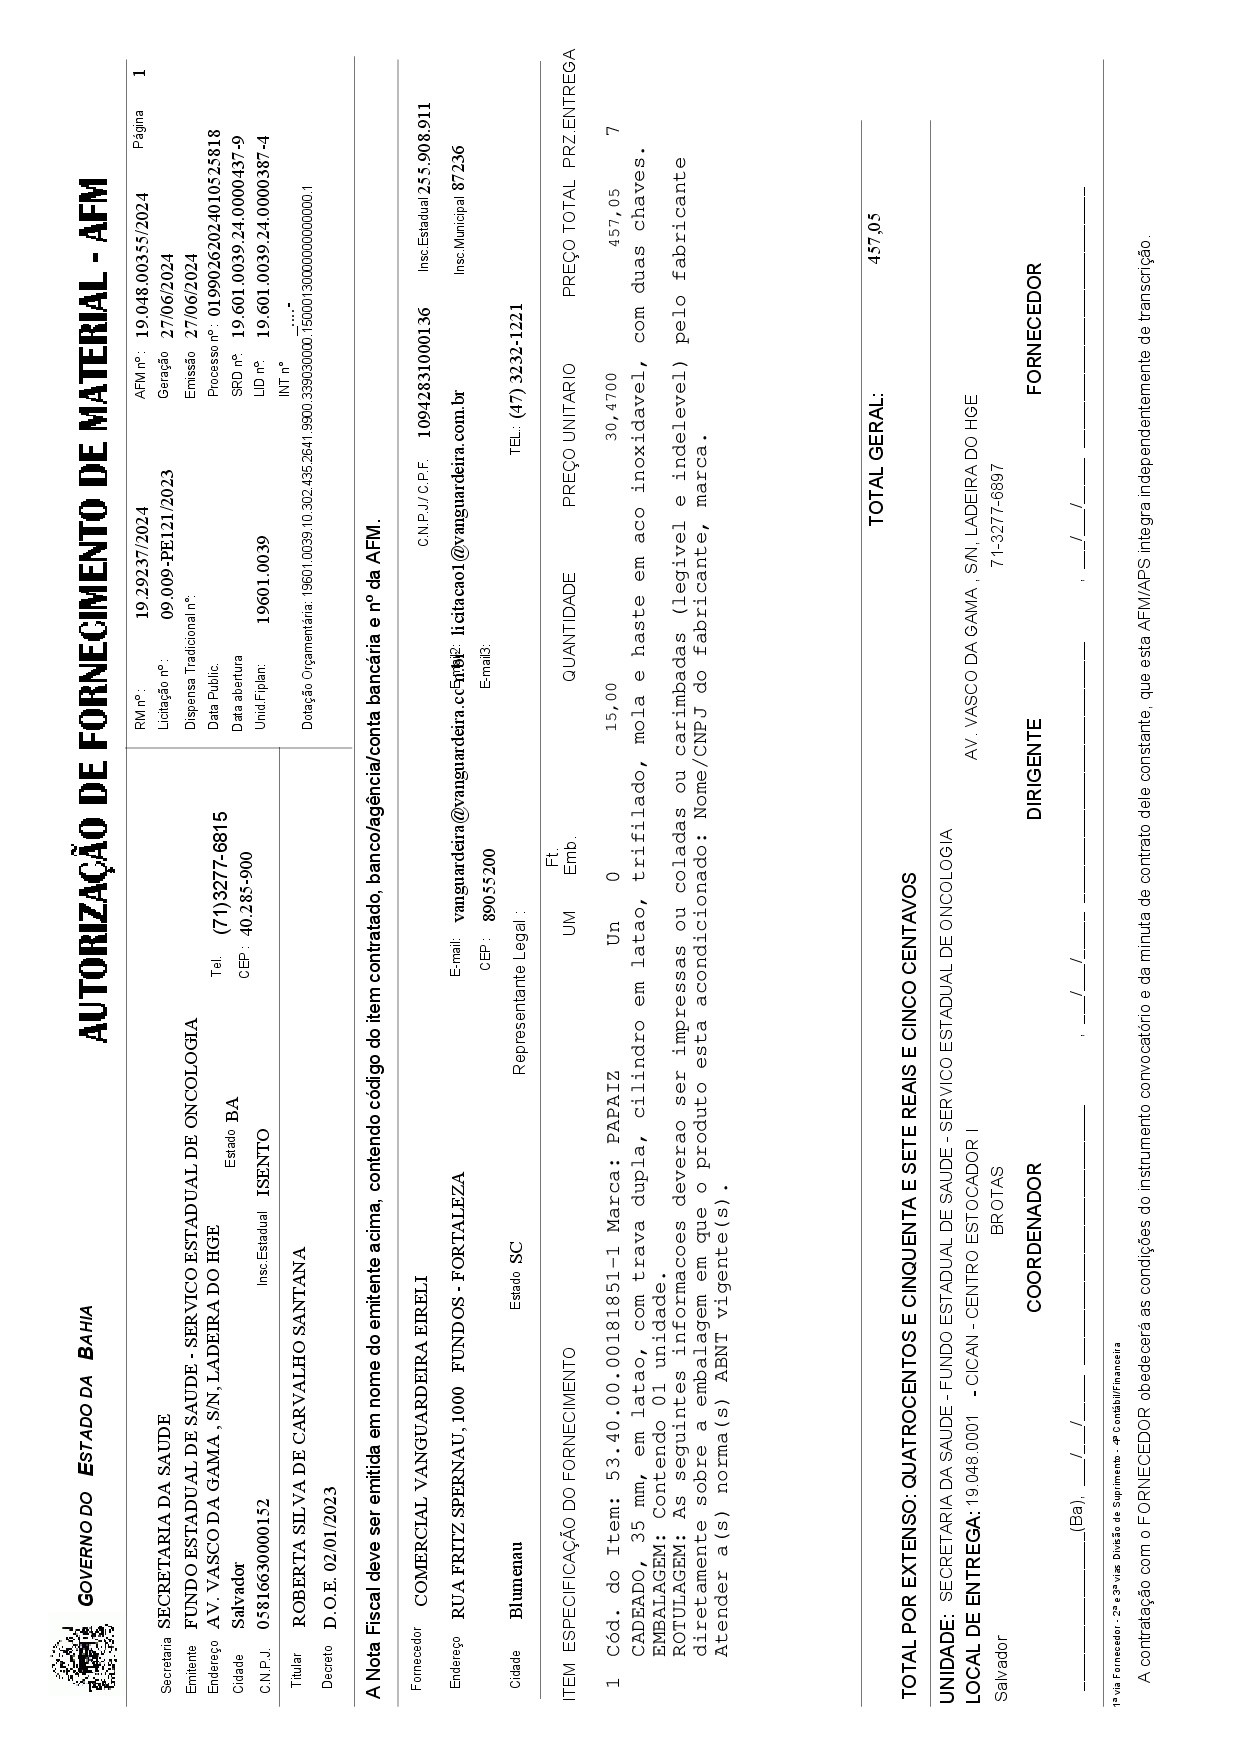 GOVERNO DO ESTADO DA BAHIA
AUTORIZAÇÃO DE FORNECIMENTO DE MATERIAL - AFM
RM nº : 19.29237/2024 AFM nº : 19.048.00355/2024 Página 1
Secretaria SECRETARIA DA SAUDE Licitação nº : 09.009-PE121/2023 Geração 27/06/2024
Emitente FUNDO ESTADUAL DE SAUDE - SERVICO ESTADUAL DE ONCOLOGIA Dispensa Tradicional n°: Emissão 27/06/2024
Endereço AV. VASCO DA GAMA , S/N, LADEIRA DO HGE Tel. (71)3277-6815 Data Public. Processo nº : 01990262024010525818
Cidade Salvador Estado BA CEP : 40.285-900 Data abertura SRD nº: 19.601.0039.24.0000437-9
C.N.P.J. 05816630000152 Insc.Estadual ISENTO Unid.Fiplan: 19601.0039 LID nº: 19.601.0039.24.0000387-4
INT n° _....-
Titular ROBERTA SILVA DE CARVALHO SANTANA Dotação Orçamentária: 19601.0039.10.302.435.2641.9900.339030000.15000130000000000000.1
Decreto D.O.E. 02/01/2023
A Nota Fiscal deve ser emitida em nome do emitente acima, contendo código do item contratado, banco/agência/conta bancária e nº da AFM.
Fornecedor COMERCIAL VANGUARDEIRA EIRELI C.N.P.J./ C.P.F. 10942831000136 Insc.Estadual 255.908.911
Endereço RUA FRITZ SPERNAU, 1000 FUNDOS - FORTALEZA E-mail: vanguardeira@vanguardeira.com.br E-mail2: licitacao1@vanguardeira.com.br Insc.Municipal 87236
CEP : 89055200 E-mail3:
Cidade Blumenau Estado SC Representante Legal : TEL.: (47) 3232-1221
ITEM ESPECIFICAÇÃO DO FORNECIMENTO UM Ft. Emb. QUANTIDADE PREÇO UNITARIO PREÇO TOTAL PRZ.ENTREGA
1 Cód. do Item: 53.40.00.00181851-1 Marca: PAPAIZ Un 0 15,00 30,4700 457,05 7
CADEADO, 35 mm, em latao, com trava dupla, cilindro em latao, trifilado, mola e haste em aco inoxidavel, com duas chaves.
EMBALAGEM: Contendo 01 unidade.
ROTULAGEM: As seguintes informacoes deverao ser impressas ou coladas ou carimbadas (legivel e indelevel) pelo fabricante
diretamente sobre a embalagem em que o produto esta acondicionado: Nome/CNPJ do fabricante, marca.
Atender a(s) norma(s) ABNT vigente(s).
TOTAL GERAL: 457,05
TOTAL POR EXTENSO: QUATROCENTOS E CINQUENTA E SETE REAIS E CINCO CENTAVOS
UNIDADE: SECRETARIA DA SAUDE - FUNDO ESTADUAL DE SAUDE - SERVICO ESTADUAL DE ONCOLOGIA
LOCAL DE ENTREGA: 19.048.0001 - CICAN - CENTRO ESTOCADOR I AV. VASCO DA GAMA , S/N, LADEIRA DO HGE
Salvador BROTAS 71-3277-6897
COORDENADOR DIRIGENTE FORNECEDOR
_________________(Ba), ___/___/_____ ____________________________ , ___/___/_____ ____________________________ , ___/___/_____ ____________________________
1ª via Fornecedor - 2ª e 3ª vias Divisão de Suprimento - 4ª Contábil/Financeira
A contratação com o FORNECEDOR obedecerá as condições do instrumento convocatório e da minuta de contrato dele constante, que esta AFM/APS integra independentemente de transcrição.